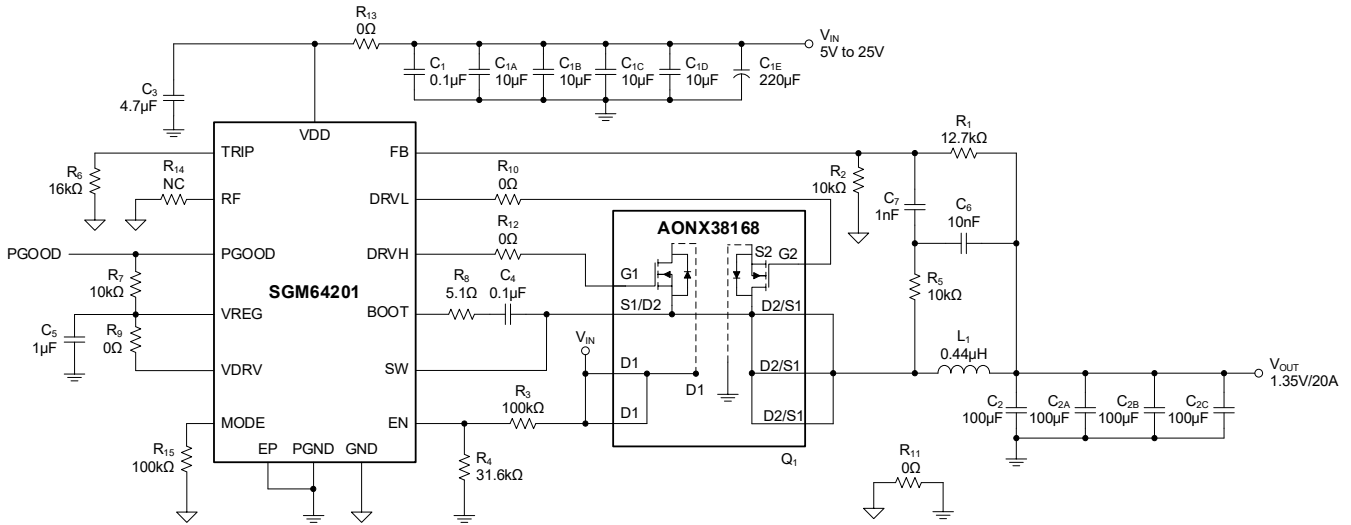 R13
0Ω
VIN
5V to 25V
C1
0.1µF
C1A
10µF
C1B
10µF
C1C
10µF
C1D
10µF
C1E
220µF
C3
4.7µF
VDD
TRIP
RF
PGOOD
VREG
VDRV
MODE
EP
PGND
GND
FB
DRVL
DRVH
BOOT
SW
EN
SGM64201
R6
16kΩ
R14
NC
PGOOD
R7
10kΩ
C5
1µF
R9
0Ω
R15
100kΩ
R10
0Ω
R12
0Ω
R8
5.1Ω
C4
0.1µF
VIN
R3
100kΩ
R4
31.6kΩ
AONX38168
G1
S2
G2
S1/D2
D2/S1
D1
D1
D2/S1
D1
D2/S1
Q1
R1
12.7kΩ
R2
10kΩ
C7
1nF
C6
10nF
R5
10kΩ
L1
0.44µH
VOUT
1.35V/20A
C2
100µF
C2A
100µF
C2B
100µF
C2C
100µF
R11
0Ω